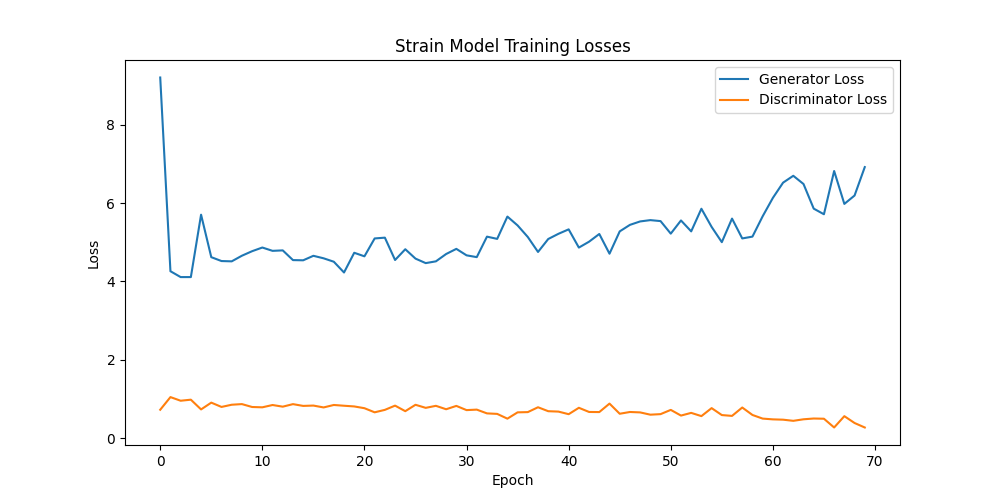 Strain Model Training Losses
Generator Loss
Discriminator Loss
Loss
8
6
4
2
0
0 10 20 30 40 50 60 70
Epoch